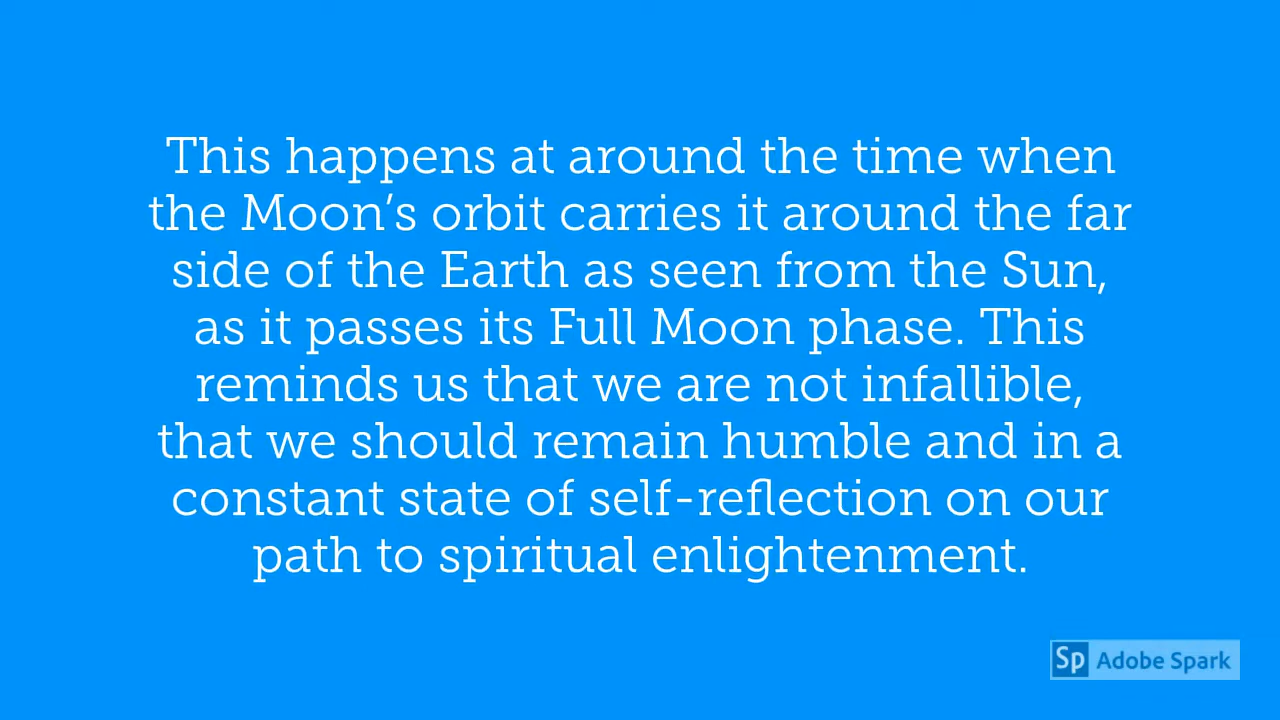 This happens at around the time when
the Moon’s orbit carries it around the far
side of the Earth as seen from the Sun,
as it passes its Full Moon phase. This
reminds us that we are not infallible,
that we should remain humble and in a
constant state of self-reflection on our
path to spiritual enlightenment.
Sp Adobe Spark